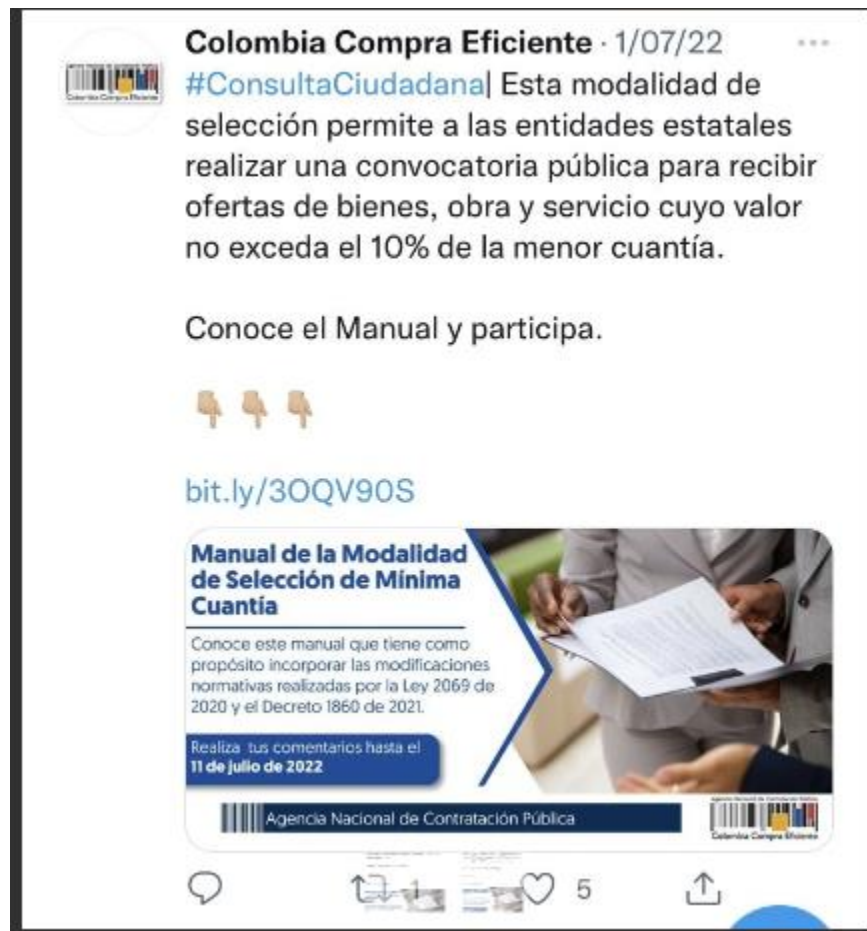 Colombia Compra Eficiente · 1/07/22
#ConsultaCiudadana| Esta modalidad de
selección permite a las entidades estatales
realizar una convocatoria pública para recibir
ofertas de bienes, obra y servicio cuyo valor
no exceda el 10% de la menor cuantía.
Conoce el Manual y participa.
bit.ly/3OQV90S
Manual de la Modalidad
de Selección de Mínima
Cuantía
Conoce este manual que tiene como
propósito incorporar las modificaciones
normativas realizadas por la Ley 2069 de
2020 y el Decreto 1860 de 2021.
Realiza tus comentarios hasta el
11 de julio de 2022
Agencia Nacional de Contratación Pública
Colombia Compra Eficiente
1
5